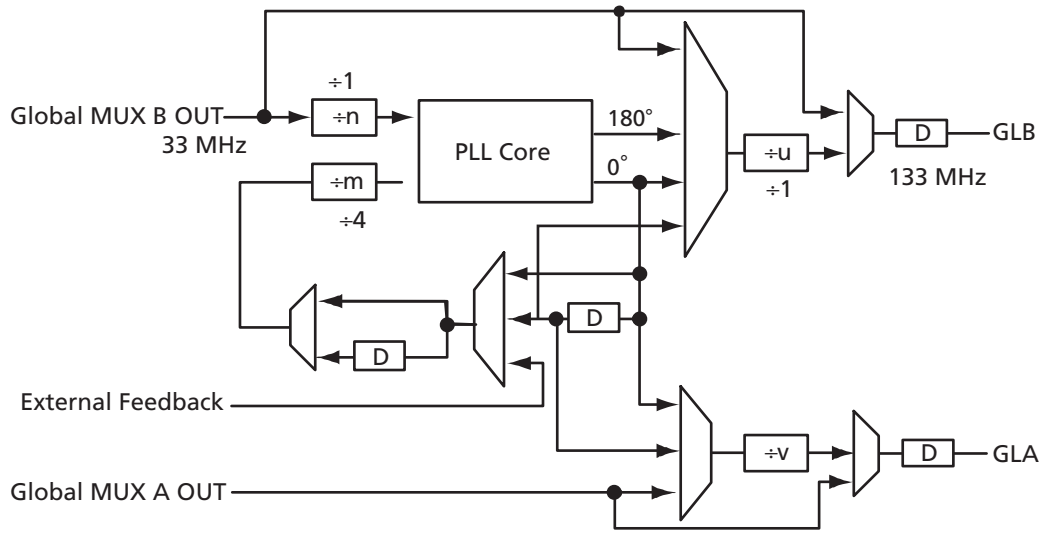 ÷1
Global MUX B OUT
÷n
33 MHz
PLL Core
180°
0°
÷u
÷1
D
GLB
133 MHz
÷m
÷4
D
D
External Feedback
÷v
D
GLA
Global MUX A OUT